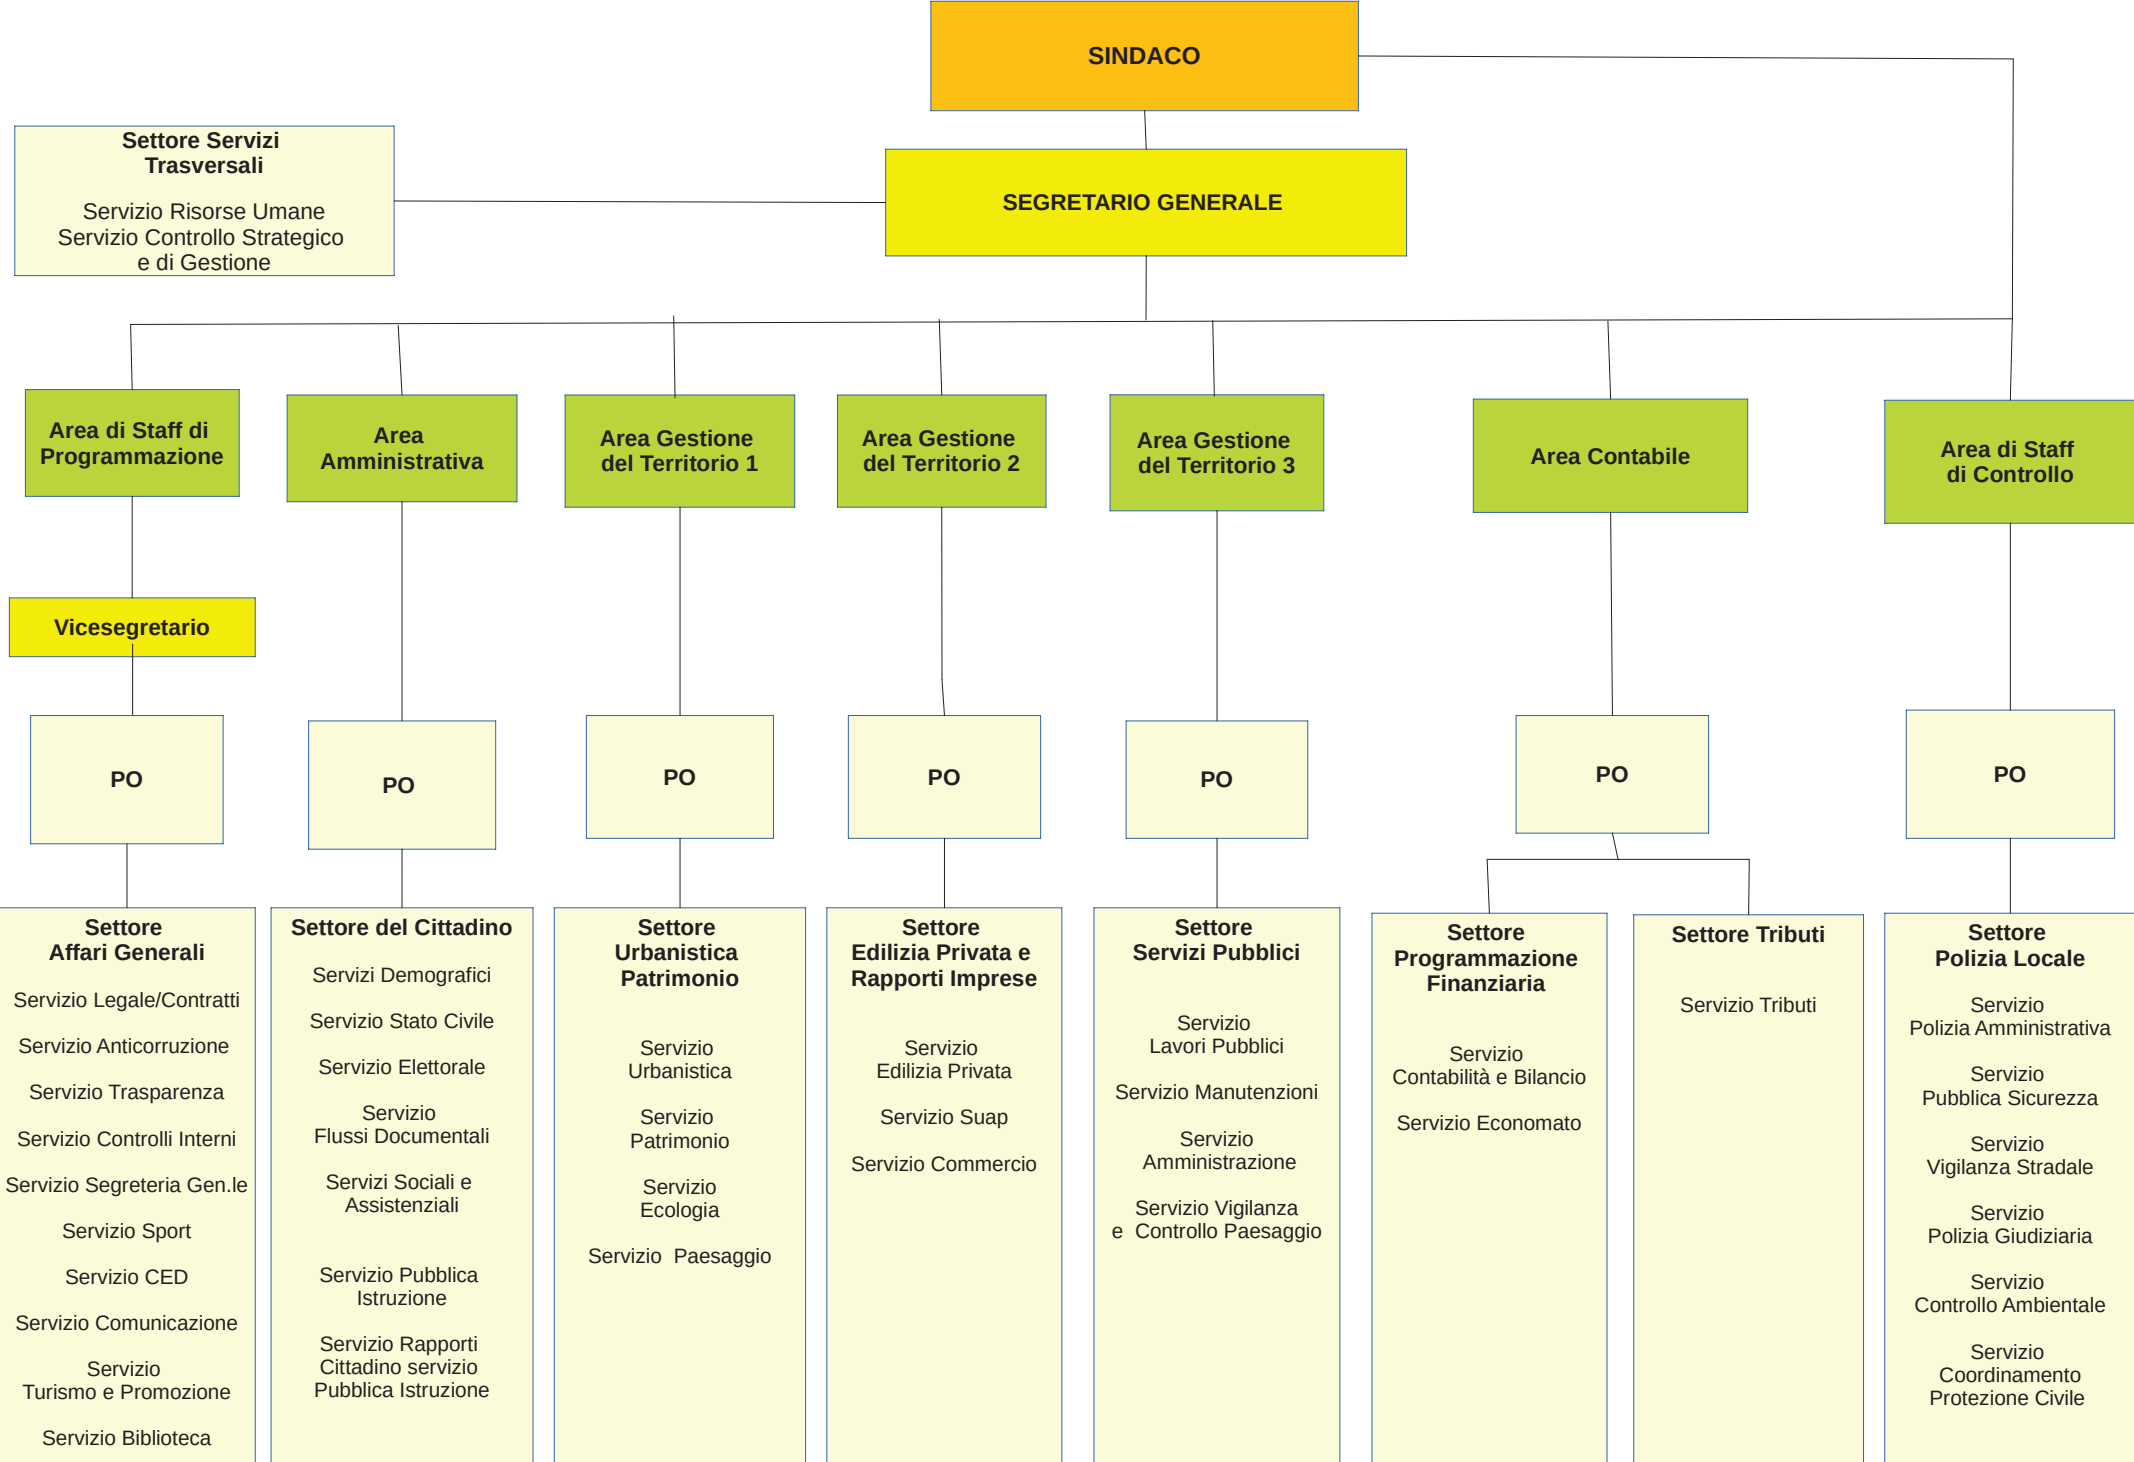 SINDACO
Settore Servizi
Trasversali
Servizio Risorse Umane
Servizio Controllo Strategico
e di Gestione
SEGRETARIO GENERALE
Area di Staff di
Programmazione
Area
Amministrativa
Area Gestione
del Territorio 1
Area Gestione
del Territorio 2
Area Gestione
del Territorio 3
Area Contabile
Area di Staff
di Controllo
Vicesegretario
PO
PO
PO
PO
PO
PO
PO
Settore
Affari Generali
Servizio Legale/Contratti
Servizio Anticorruzione
Servizio Trasparenza
Servizio Controlli Interni
Servizio Segreteria Gen.le
Servizio Sport
Servizio CED
Servizio Comunicazione
Servizio
Turismo e Promozione
Servizio Biblioteca
Settore del Cittadino
Servizi Demografici
Servizio Stato Civile
Servizio Elettorale
Servizio
Flussi Documentali
Servizi Sociali e
Assistenziali
Servizio Pubblica
Istruzione
Servizio Rapporti
Cittadino servizio
Pubblica Istruzione
Settore
Urbanistica
Patrimonio
Servizio
Urbanistica
Servizio
Patrimonio
Servizio
Ecologia
Servizio Paesaggio
Settore
Edilizia Privata e
Rapporti Imprese
Servizio
Edilizia Privata
Servizio Suap
Servizio Commercio
Settore
Servizi Pubblici
Servizio
Lavori Pubblici
Servizio Manutenzioni
Servizio
Amministrazione
Servizio Vigilanza
e Controllo Paesaggio
Settore
Programmazione
Finanziaria
Servizio
Contabilità e Bilancio
Servizio Economato
Settore Tributi
Servizio Tributi
Settore
Polizia Locale
Servizio
Polizia Amministrativa
Servizio
Pubblica Sicurezza
Servizio
Vigilanza Stradale
Servizio
Polizia Giudiziaria
Servizio
Controllo Ambientale
Servizio
Coordinamento
Protezione Civile